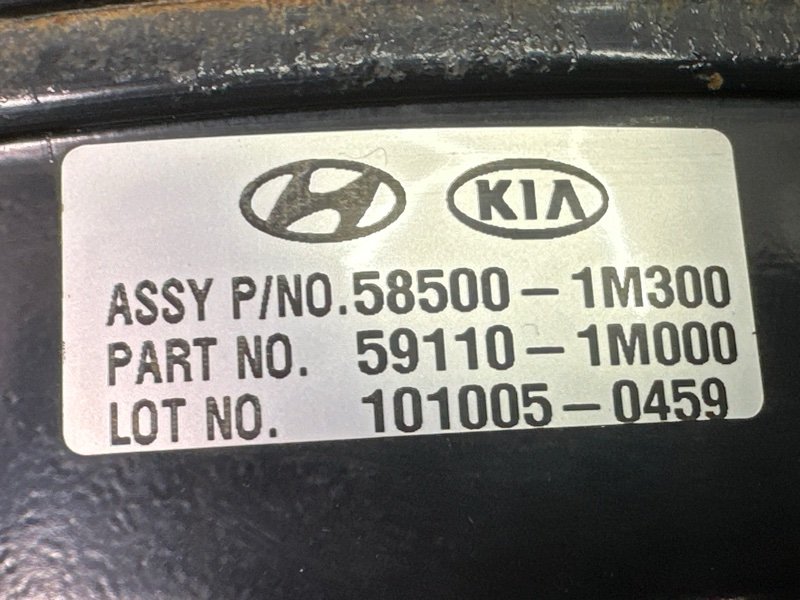 KIA
ASSY P/NO.58500-1M300
PART NO. 59110-1M000
LOT NO. 101005-0459